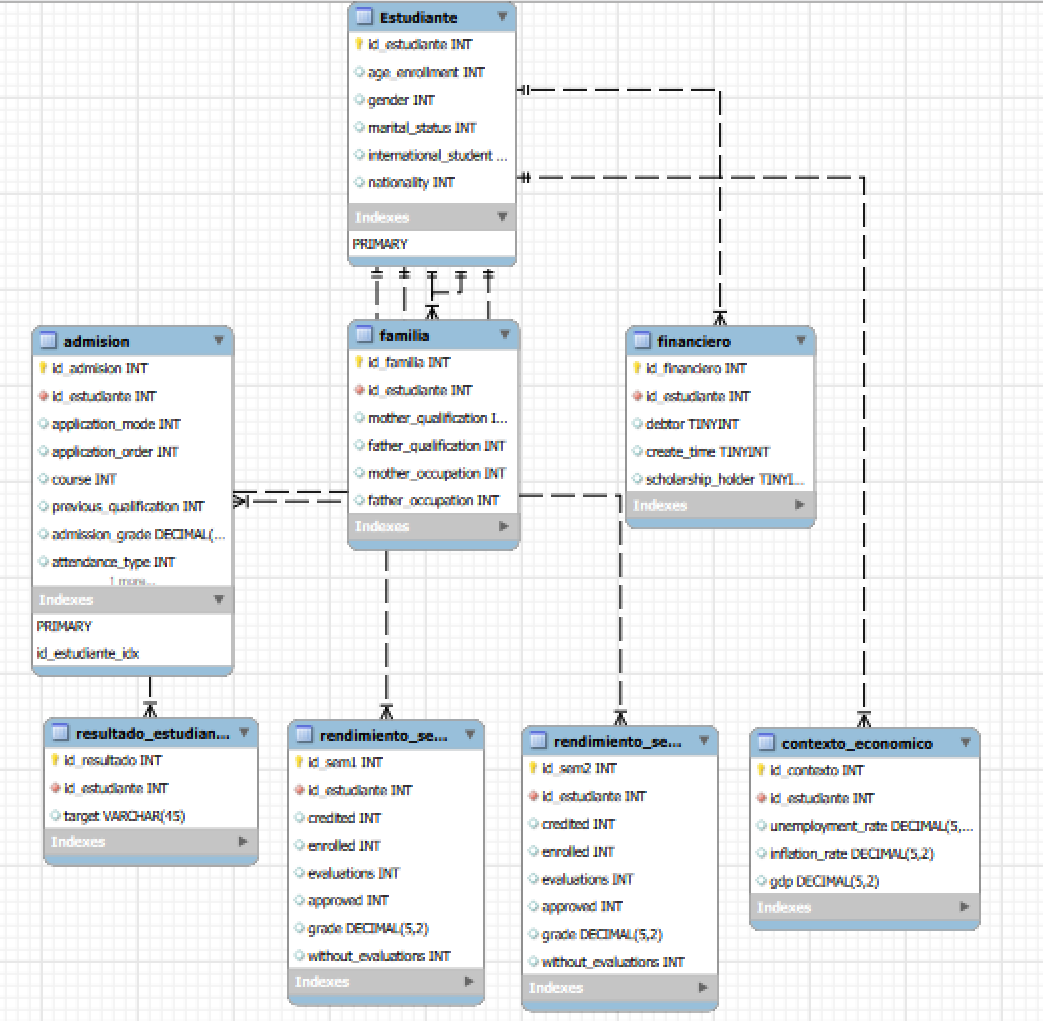 Estudiante
id_estudiante INT
age_enrollment INT
gender INT
marital_status INT
international_student ...
nationality INT
Indexes
PRIMARY
admision
id_admision INT
id_estudiante INT
application_mode INT
application_order INT
course INT
previous_qualification INT
admission_grade DECIMAL(...
attendance_type INT
1 more...
Indexes
PRIMARY
id_estudiante_idx
familia
id_familia INT
id_estudiante INT
mother_qualification I...
father_qualification INT
mother_occupation INT
father_occupation INT
Indexes
financiero
id_financiero INT
id_estudiante INT
debtor TINYINT
create_time TINYINT
scholarship_holder TINYI...
Indexes
resultado_estudian...
id_resultado INT
id_estudiante INT
target VARCHAR(45)
Indexes
rendimiento_se...
id_sem1 INT
id_estudiante INT
credited INT
enrolled INT
evaluations INT
approved INT
grade DECIMAL(5,2)
without_evaluations INT
Indexes
rendimiento_se...
id_sem2 INT
id_estudiante INT
credited INT
enrolled INT
evaluations INT
approved INT
grade DECIMAL(5,2)
without_evaluations INT
Indexes
contexto_economico
id_contexto INT
id_estudiante INT
unemployment_rate DECIMAL(5,...
inflation_rate DECIMAL(5,2)
gdp DECIMAL(5,2)
Indexes